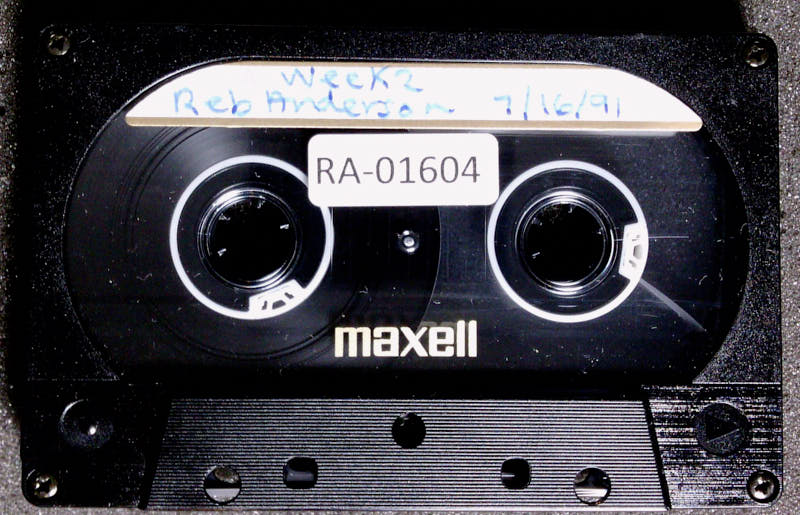 Week 2
Reb Anderson 7/16/91
RA-01604
maxell